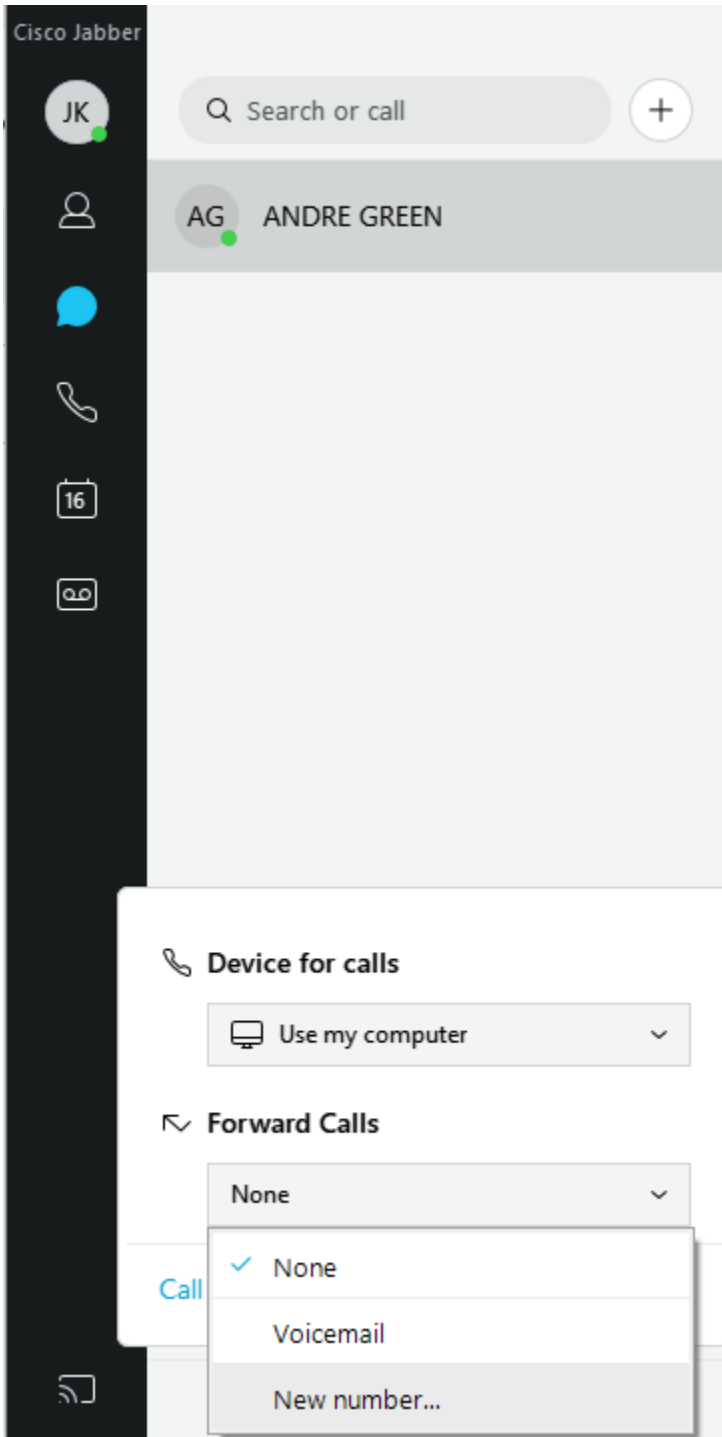 Cisco Jabber
JK
Search or call
AG ANDRE GREEN
16
Device for calls
Use my computer
Forward Calls
None
None
Call
Voicemail
New number...